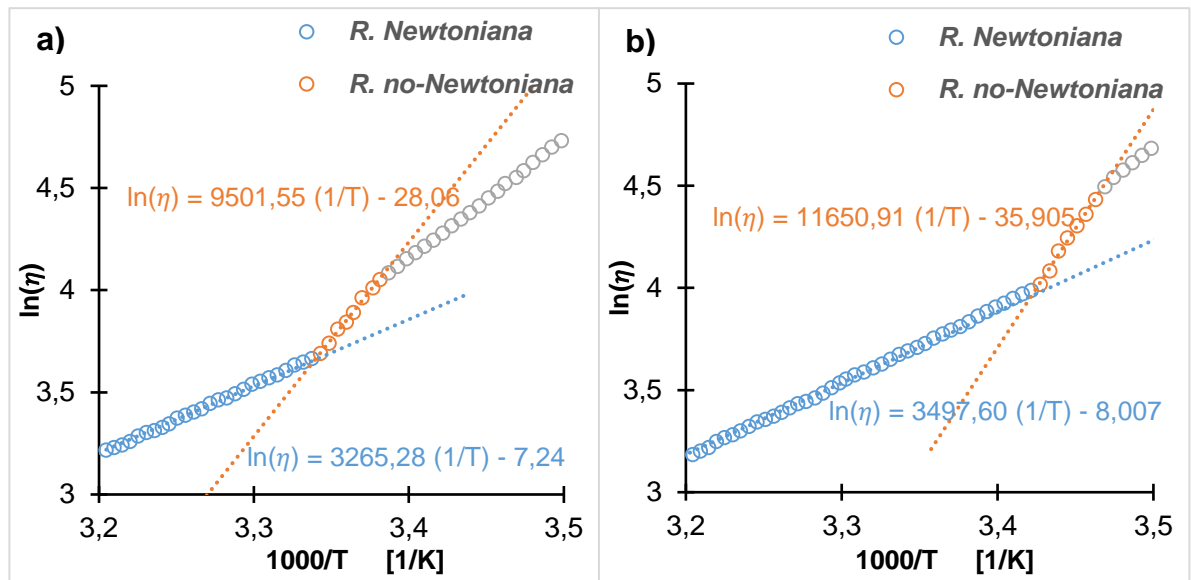 a)
R. Newtoniana
R. no-Newtoniana
5
4,5
4
3,5
3
ln(η)
ln(η) = 9501,55 (1/T) - 28,06
ln(η) = 3265,28 (1/T) - 7,24
3,2 3,3 3,4 3,5
1000/T [1/K]
b)
R. Newtoniana
R. no-Newtoniana
5
4,5
4
3,5
3
ln(η)
ln(η) = 11650,91 (1/T) - 35,905
ln(η) = 3497,60 (1/T) - 8,007
3,2 3,3 3,4 3,5
1000/T [1/K]